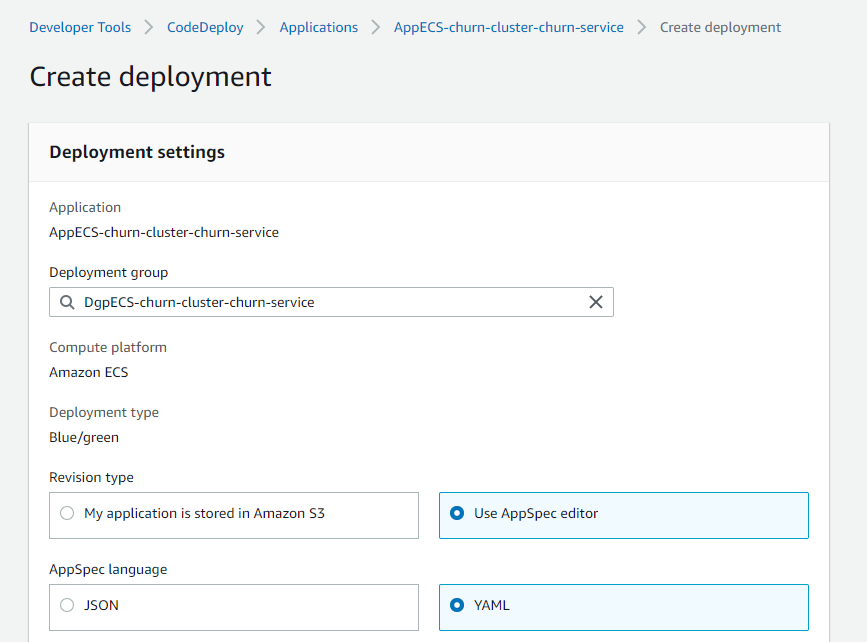 Developer Tools > CodeDeploy > Applications > AppECS-churn-cluster-churn-service > Create deployment
Create deployment
Deployment settings
Application
AppECS-churn-cluster-churn-service
Deployment group
DgpECS-churn-cluster-churn-service
Compute platform
Amazon ECS
Deployment type
Blue/green
Revision type
My application is stored in Amazon S3
Use AppSpec editor
AppSpec language
JSON
YAML